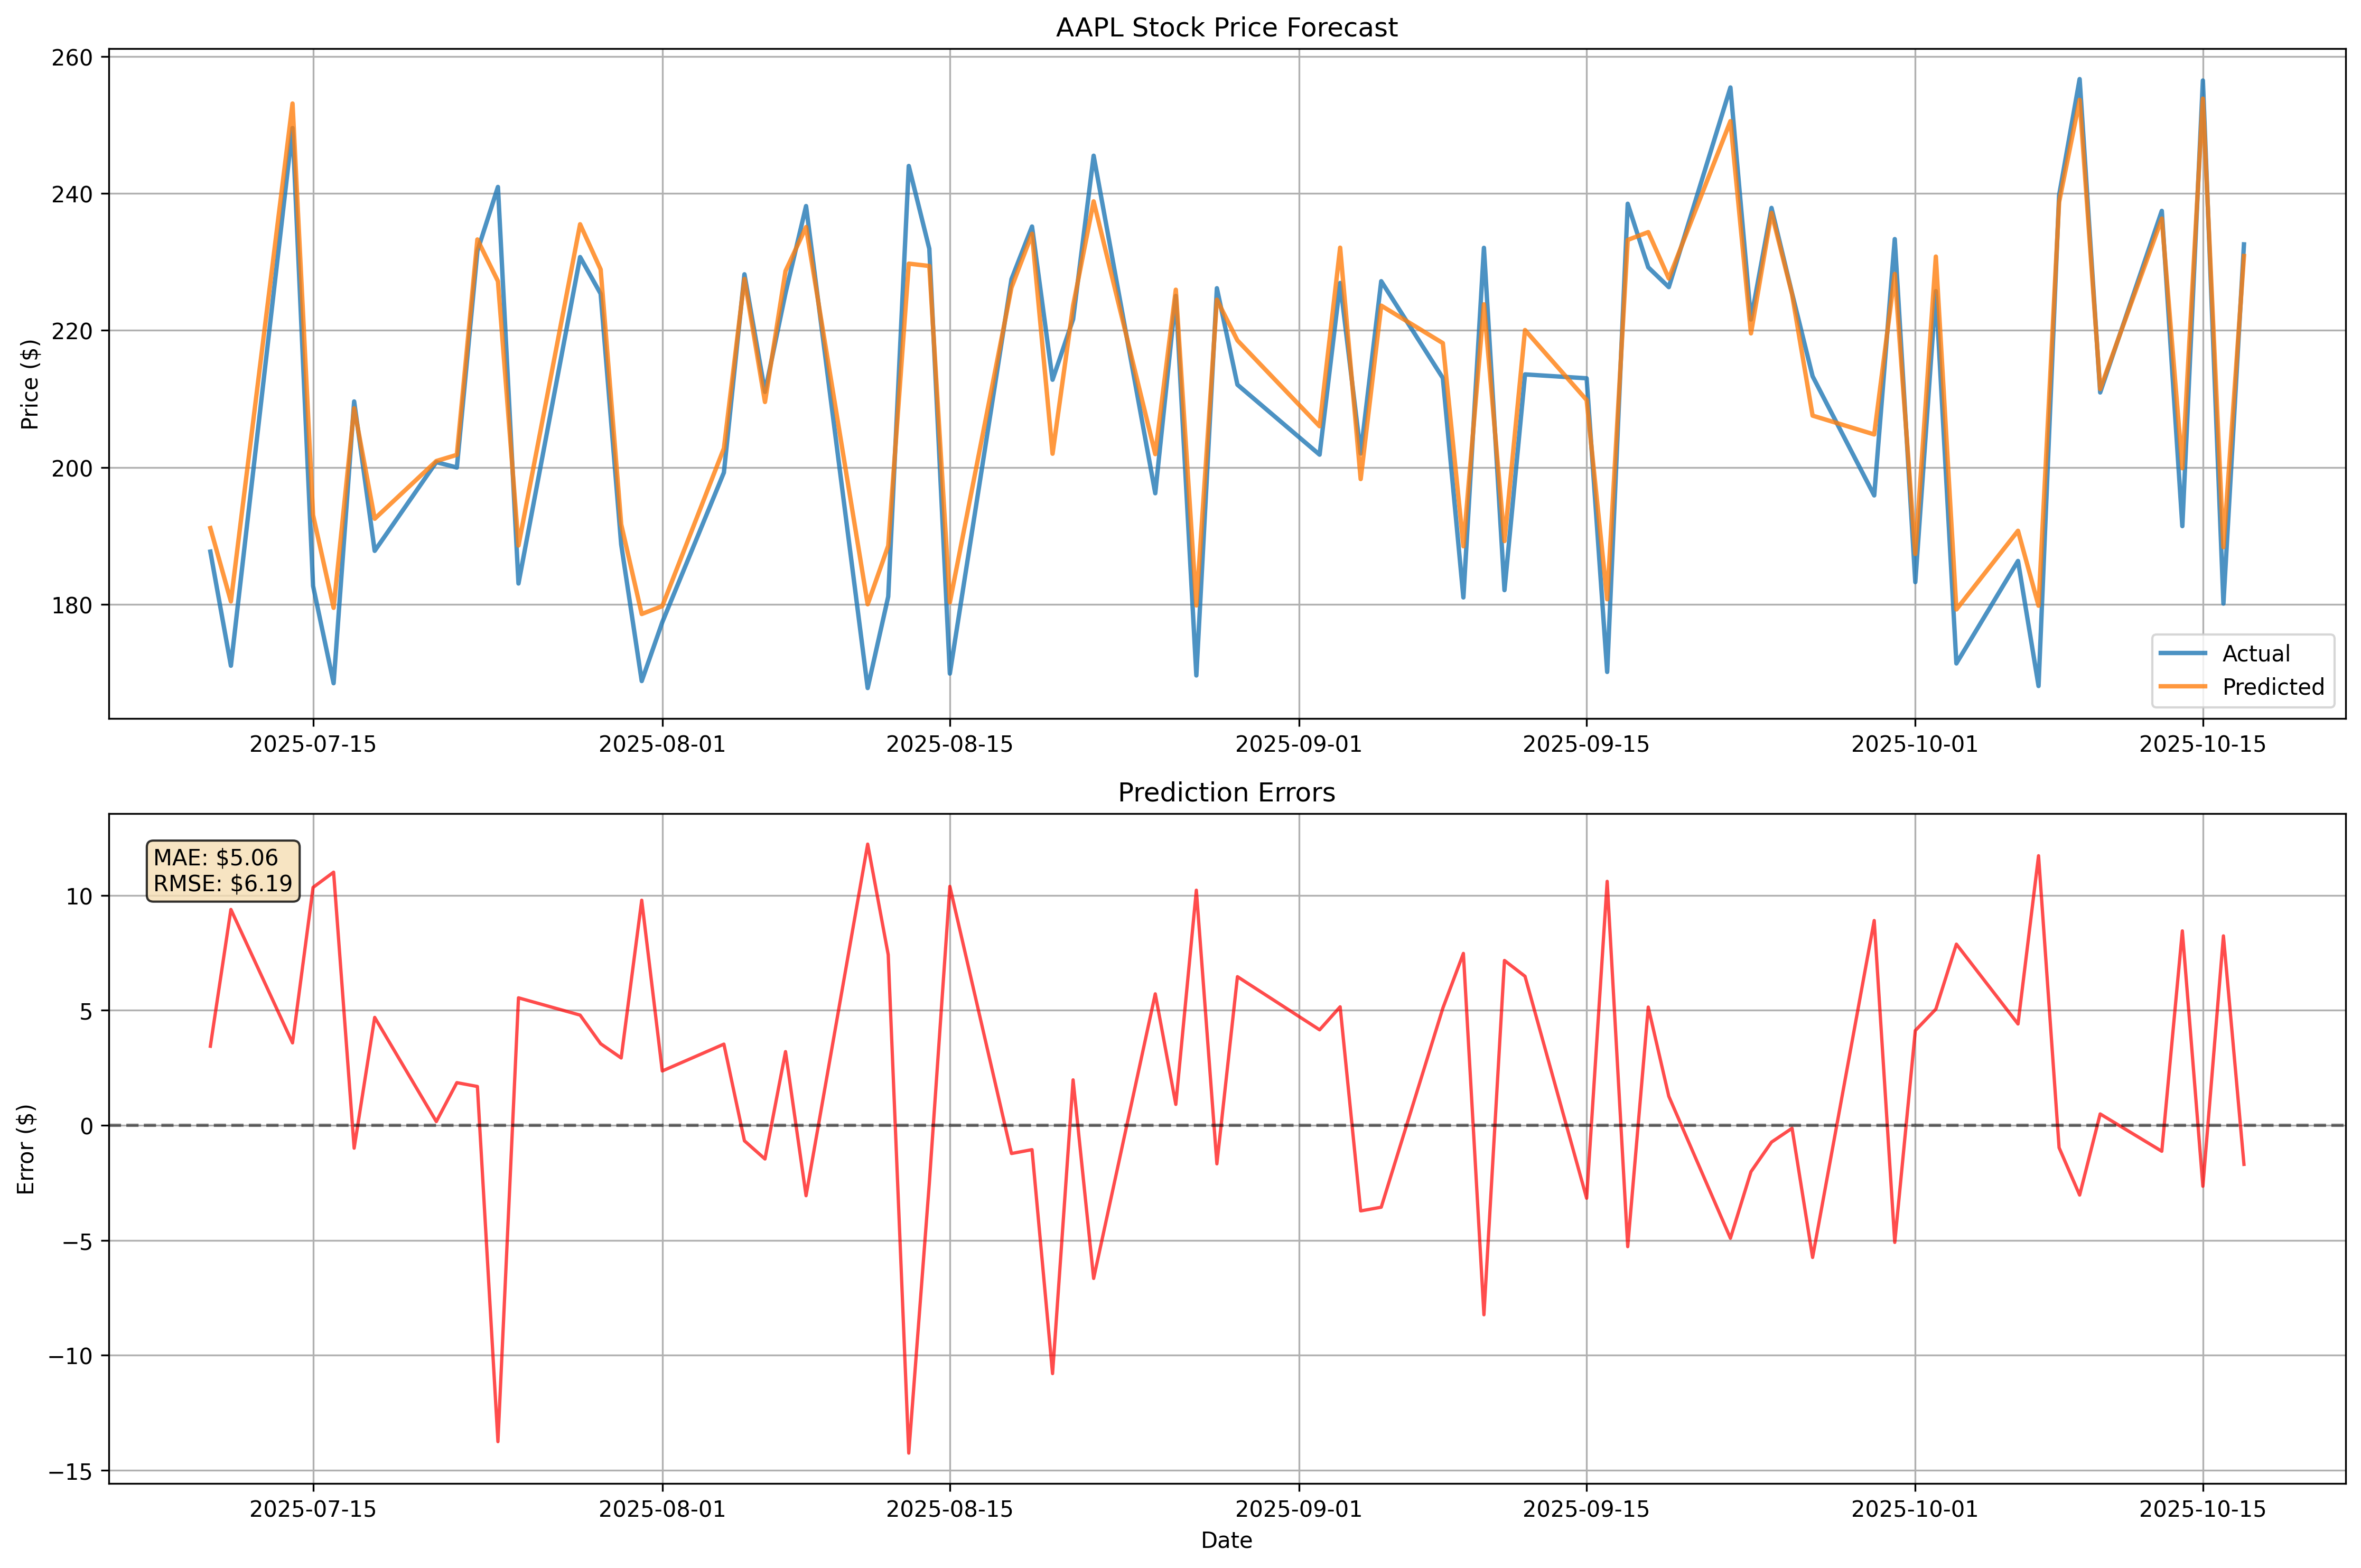 AAPL Stock Price Forecast
260
240
220
200
180
Price ($)
Actual
Predicted
2025-07-15
2025-08-01
2025-08-15
2025-09-01
2025-09-15
2025-10-01
2025-10-15
Prediction Errors
MAE: $5.06
RMSE: $6.19
10
5
0
−5
−10
−15
Error ($)
2025-07-15
2025-08-01
2025-08-15
2025-09-01
2025-09-15
2025-10-01
2025-10-15
Date